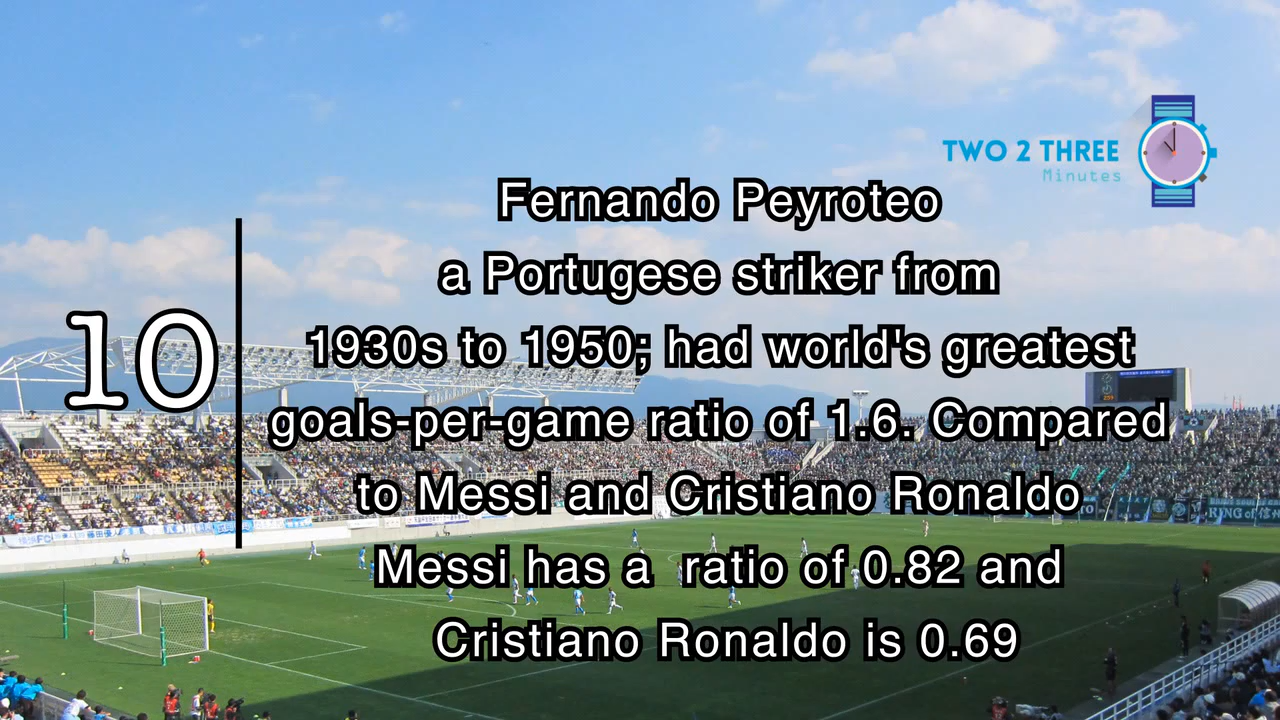 TWO 2 THREE
Minutes
10
Fernando Peyroteo
a Portugese striker from
1930s to 1950; had world's greatest
goals-per-game ratio of 1.6. Compared
to Messi and Cristiano Ronaldo
Messi has a  ratio of 0.82 and
Cristiano Ronaldo is 0.69
KING of